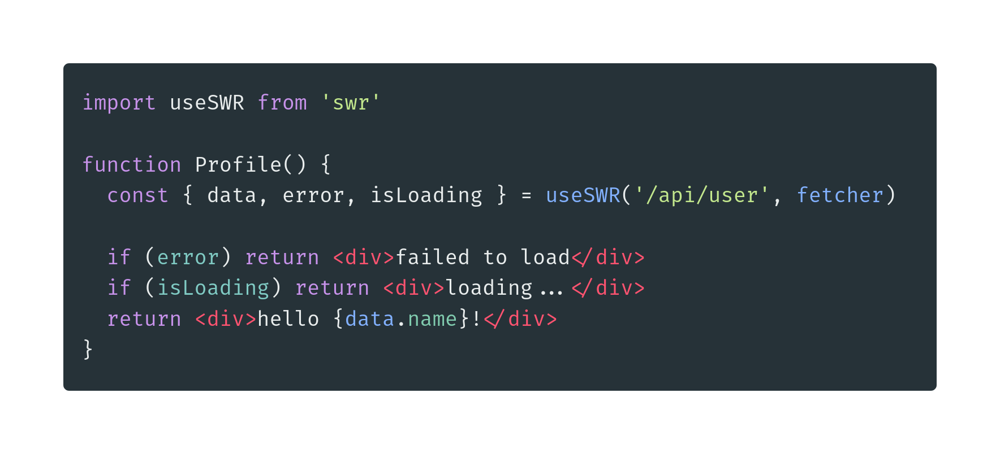 import useSWR from 'swr'

function Profile() {
  const { data, error, isLoading } = useSWR('/api/user', fetcher)

  if (error) return <div>failed to load</div>
  if (isLoading) return <div>loading...</div>
  return <div>hello {data.name}!</div>
}